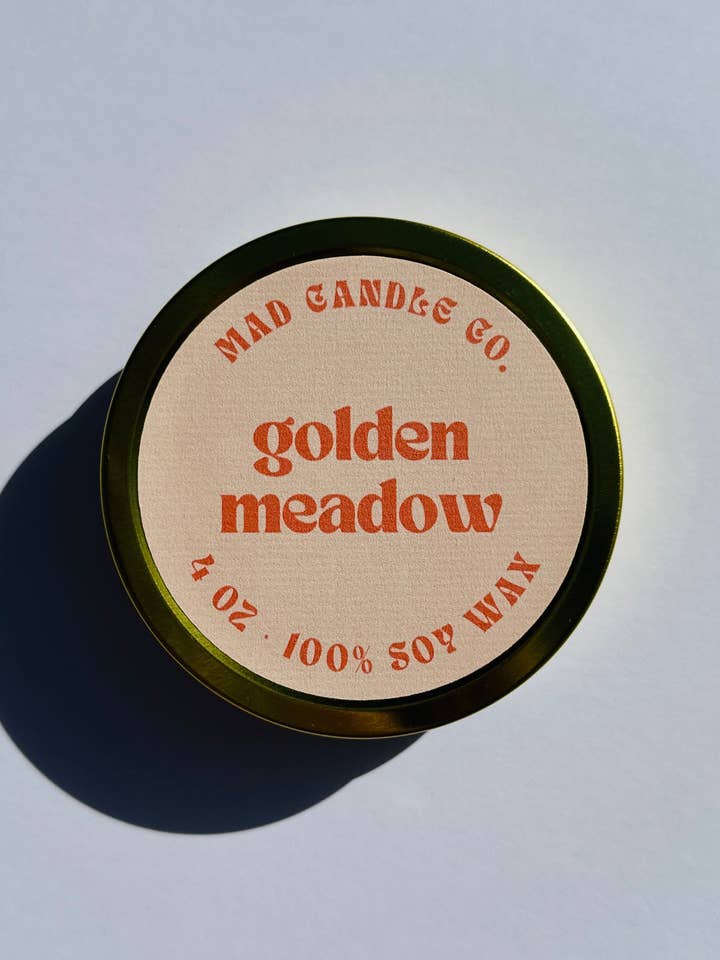 MAD CANDLE CO.
golden
meadow
4 OZ · 100% SOY WAX